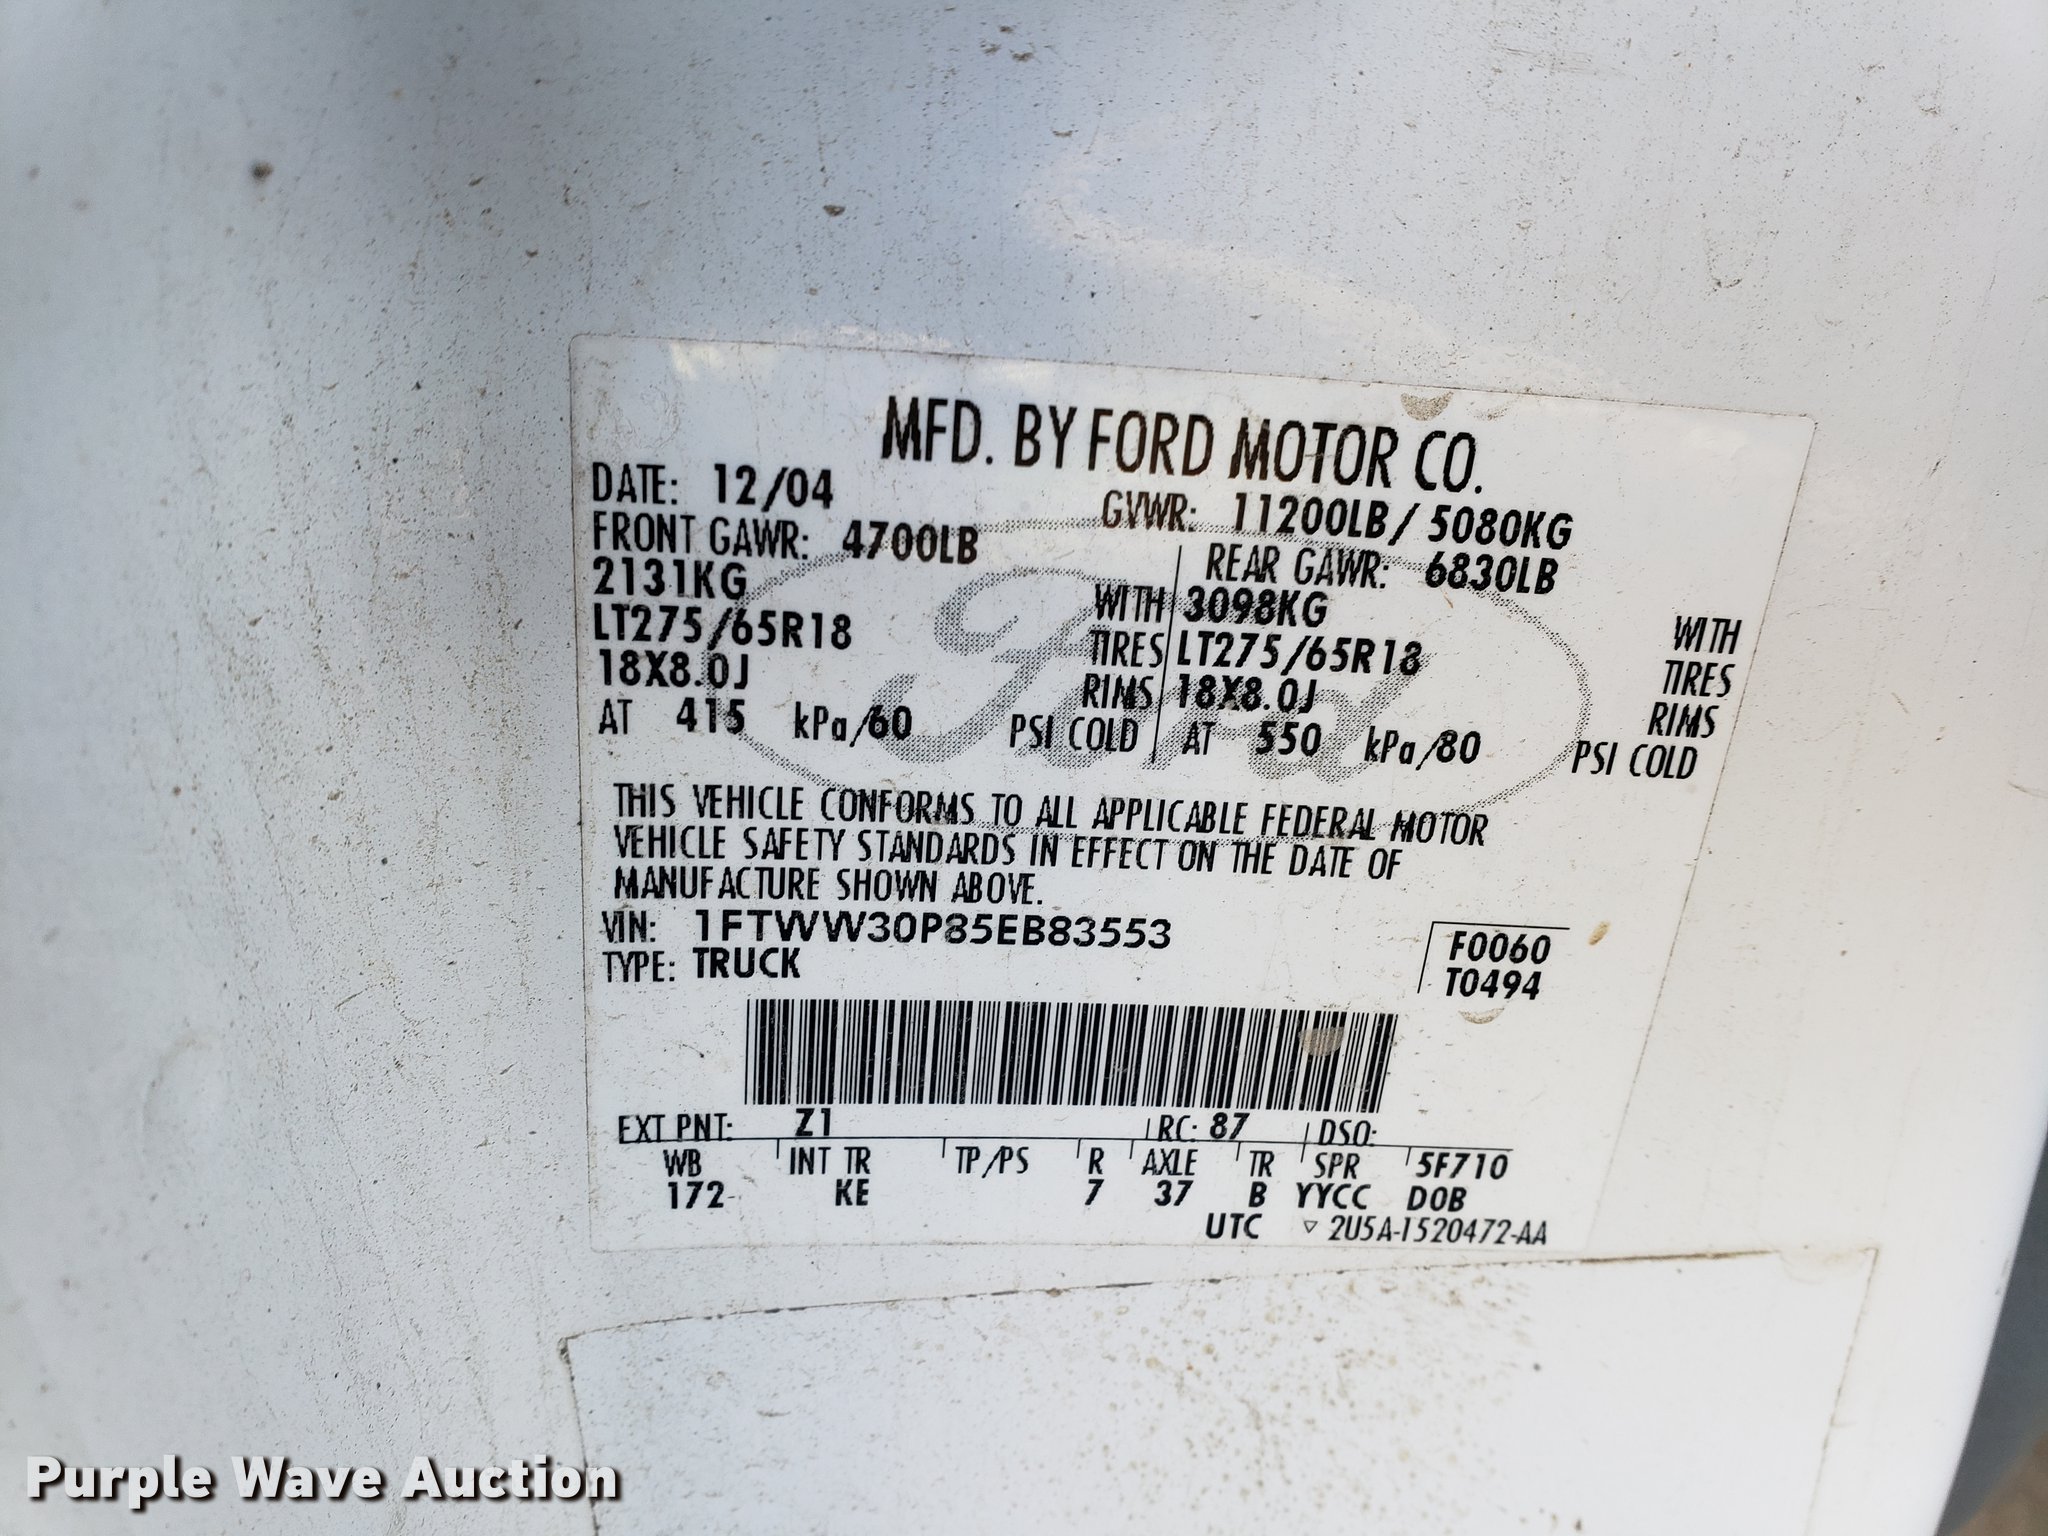 MFD. BY FORD MOTOR CO.
DATE: 12/04 GVWR: 11200LB/ 5080KG
FRONT GAWR: 4700LB REAR GAWR: 6830LB
2131KG WITH 3098KG WITH
LT275/65R18 TIRES LT275/65R18 TIRES
18X8.0J RIMS 18X8.0J RIMS
AT 415 kPa/60 PSI COLD AT 550 kPa/80 PSI COLD
Ford
THIS VEHICLE CONFORMS TO ALL APPLICABLE FEDERAL MOTOR
VEHICLE SAFETY STANDARDS IN EFFECT ON THE DATE OF
MANUFACTURE SHOWN ABOVE.
VIN: 1FTWW30P85EB83553 F0060
TYPE: TRUCK T0494
EXT PNT: Z1 RC: 87 DSO:
WB INT TR TP/PS R AXLE TR SPR 5F710
172 KE 7 37 B YYCC D0B
UTC ▽ 2U5A-1520472-AA
Purple Wave Auction